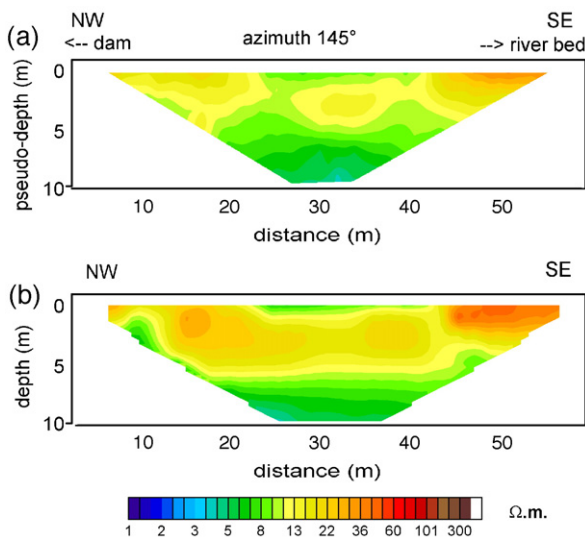 NW SE
(a) <-- dam azimuth 145° --> river bed
0
5
10
pseudo-depth (m)
10 20 30 40 50
distance (m)
NW SE
(b)
0
5
10
depth (m)
10 20 30 40 50
distance (m)
1 2 3 5 8 13 22 36 60 101 300 Ω.m.